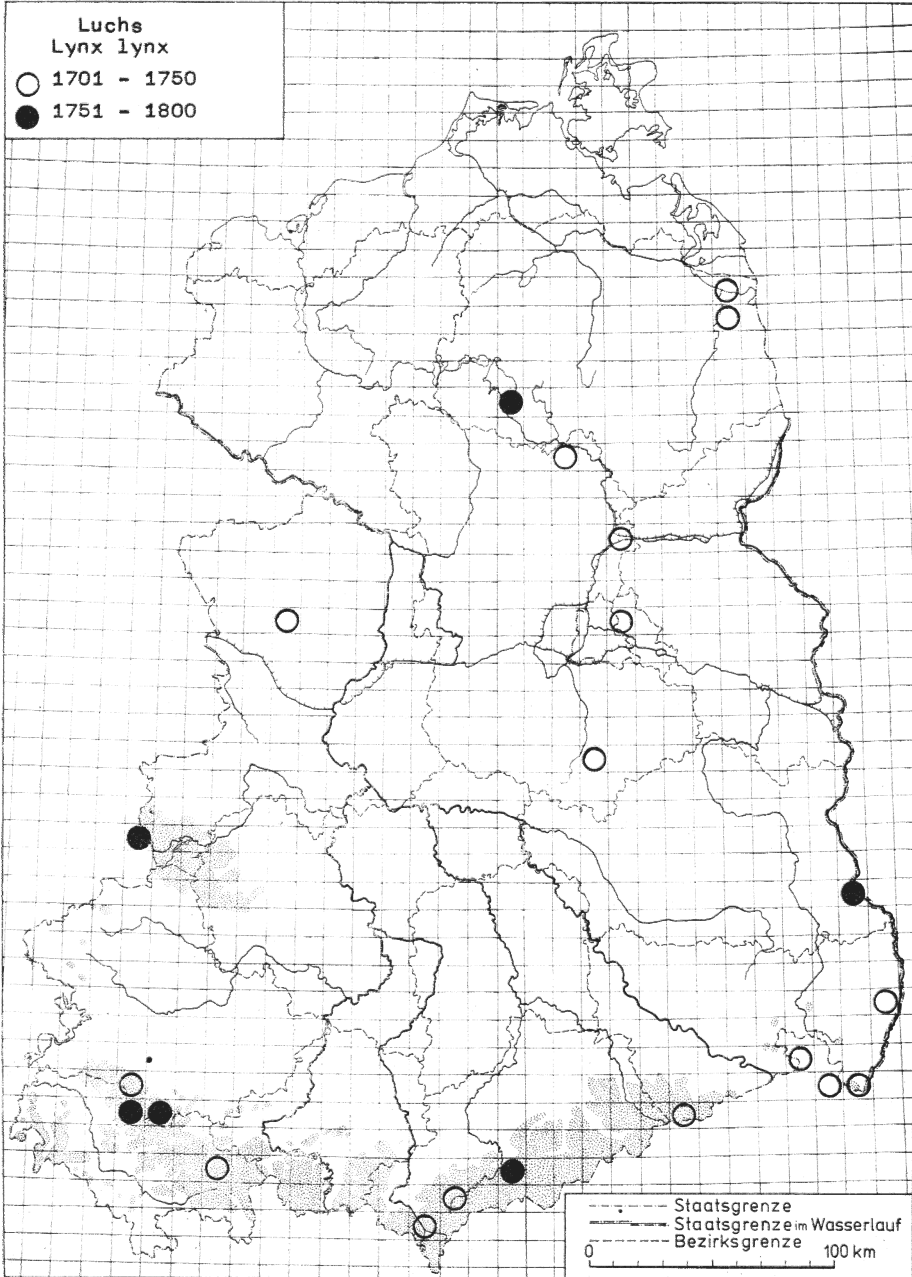 Luchs
Lynx lynx
1701 - 1750
1751 - 1800
Staatsgrenze
Staatsgrenze im Wasserlauf
Bezirksgrenze
0 100 km